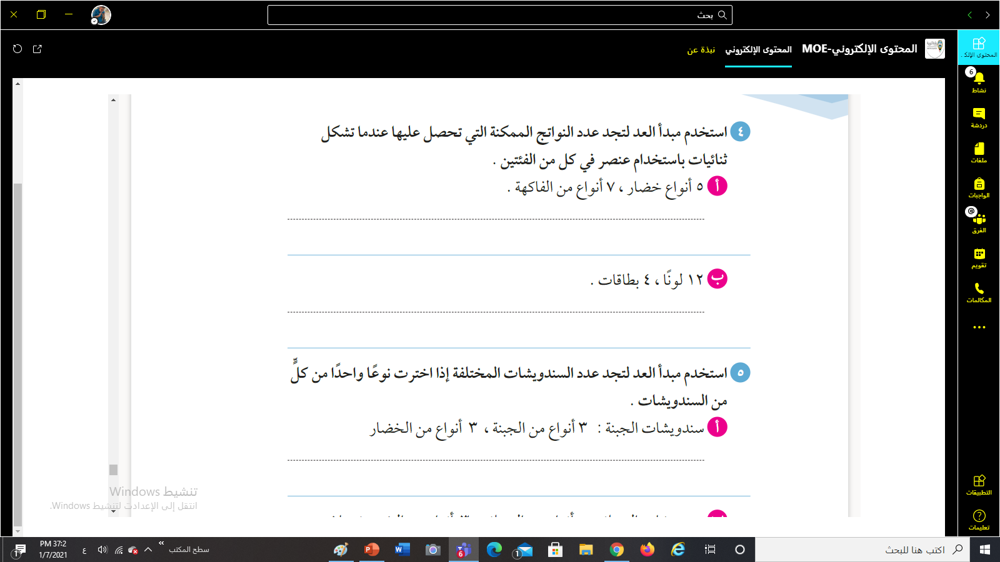 بحث
المحتوى الإلكتروني-MOE
المحتوى الإلكتروني
نبذة عن
المحتوى الإلك.
6
نشاط
دردشة
ملفات
الواجبات
@
الفرق
تقويم
المكالمات
التطبيقات
تعليمات
٤ استخدم مبدأ العد لتجد عدد النواتج الممكنة التي تحصل عليها عندما تشكل
ثنائيات باستخدام عنصر في كل من الفئتين .
أ ٥ أنواع خضار ، ٧ أنواع من الفاكهة .
ب ١٢ لونًا ، ٤ بطاقات .
٥ استخدم مبدأ العد لتجد عدد السندويشات المختلفة إذا اخترت نوعًا واحدًا من كلٍّ
من السندويشات .
أ سندويشات الجبنة : ٣ أنواع من الجبنة ، ٣ أنواع من الخضار
تنشيط Windows
انتقل إلى الإعدادت لتنشيط Windows.
اكتب هنا للبحث
1
6
سطح المكتب
»
ع
PM 37:2
1/7/2021
1